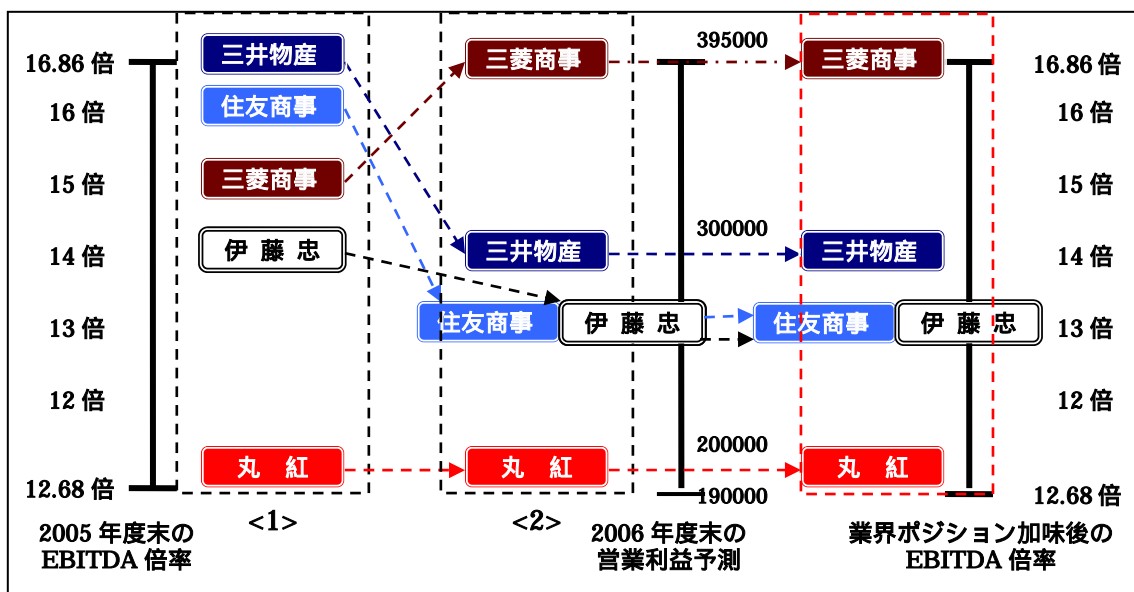 16.86 倍
16 倍
15 倍
14 倍
13 倍
12 倍
12.68 倍
2005 年度末の
EBITDA 倍率
三井物産
住友商事
三菱商事
伊 藤 忠
丸 紅
<1>
三菱商事
三井物産
住友商事
伊 藤 忠
丸 紅
<2>
395000
300000
200000
190000
2006 年度末の
営業利益予測
三菱商事
三井物産
住友商事
伊 藤 忠
丸 紅
16.86 倍
16 倍
15 倍
14 倍
13 倍
12 倍
12.68 倍
業界ポジション加味後の
EBITDA 倍率